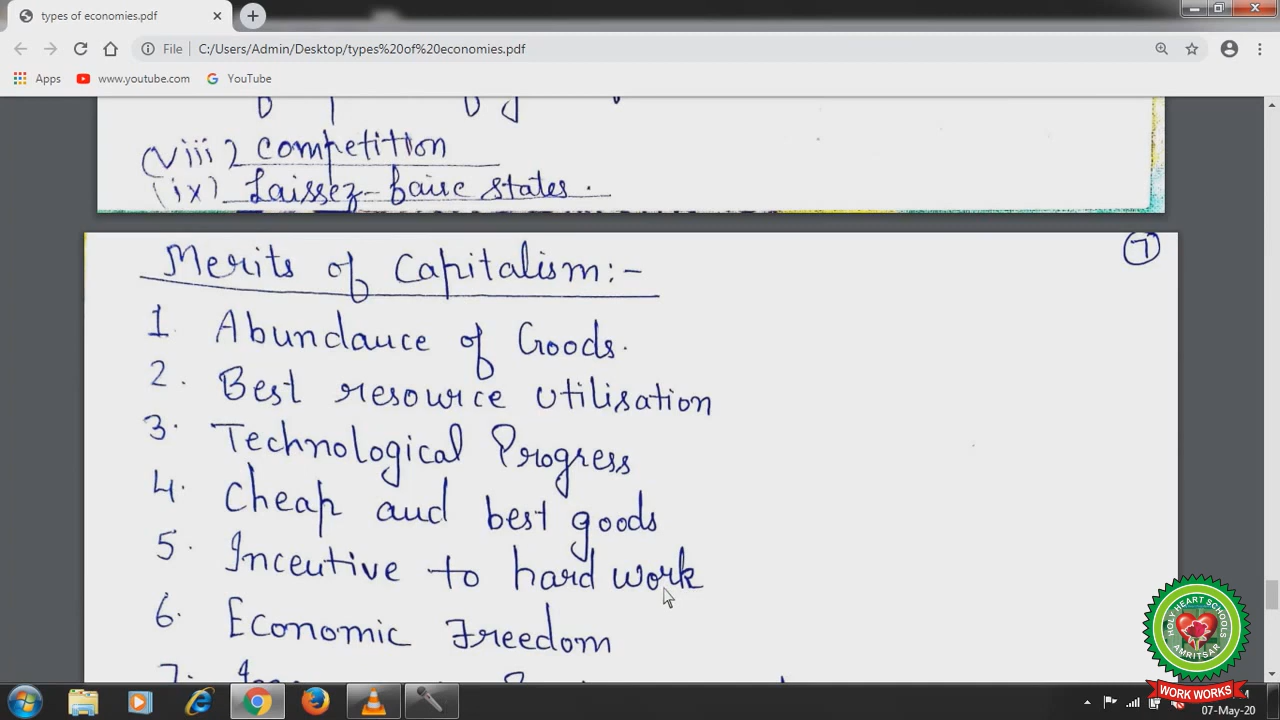 types of economies.pdf
File
C:/Users/Admin/Desktop/types%20of%20economies.pdf
Apps
www.youtube.com
YouTube
(viii) Competition
(ix) Laissez-faire states.
7
Merits of Capitalism:-
1. Abundance of Goods.
2. Best resource utilisation
3. Technological Progress
4. Cheap and best goods
5. Incentive to hard work
6. Economic Freedom
7.
HOLY HEART SCHOOLS
AMRITSAR
WORK WORKS
07-May-20